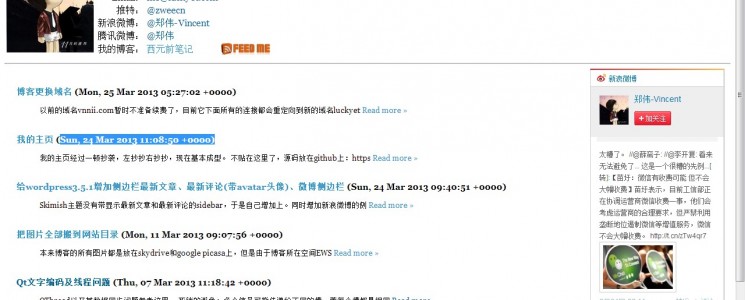 推特： @zweecn
新浪微博： @郑伟-Vincent
腾讯微博： @郑伟
我的博客： 西元前笔记 FEED ME
博客更换域名 (Mon, 25 Mar 2013 05:27:02 +0000)
以前的域名vnnii.com暂时不准备续费了，目前它下面所有的连接都会重定向到新的域名luckyet Read more »
我的主页 (Sun, 24 Mar 2013 11:08:50 +0000)
我的主页经过一顿抄袭，左抄抄右抄抄，现在基本成型。不贴在这里了，源码放在github上：https Read more »
给wordpress3.5.1增加侧边栏最新文章、最新评论(带avatar头像)、微博侧边栏 (Sun, 24 Mar 2013 09:40:51 +0000)
Skimish主题没有带显示最新文章和最新评论的sidebar，于是自己增加上。同时增加新浪微博的侧 Read more »
把图片全部搬到网站目录 (Mon, 11 Mar 2013 09:07:56 +0000)
本来博客的所有图片都是放在skydrive和google picasa上，但是由于博客所在空间EWS Read more »
Qt文字编码及线程问题 (Thu, 07 Mar 2013 11:18:42 +0000)
新浪微博
郑伟-Vincent
+加关注
太槽了。 //@薛蛮子: //@李开复: 看来
无法避免了... 这是一个很糟的先例...[
转]【苗圩：微信有收费可能 但不会
大幅收费】苗圩表示，目前工信部正
在协调运营商微信收费一事，他们会
考虑运营商的合理要求，但严禁利用
垄断地位遏制微信等增值服务，微信
不会大幅收费。 http://t.cn/zTw4qr7